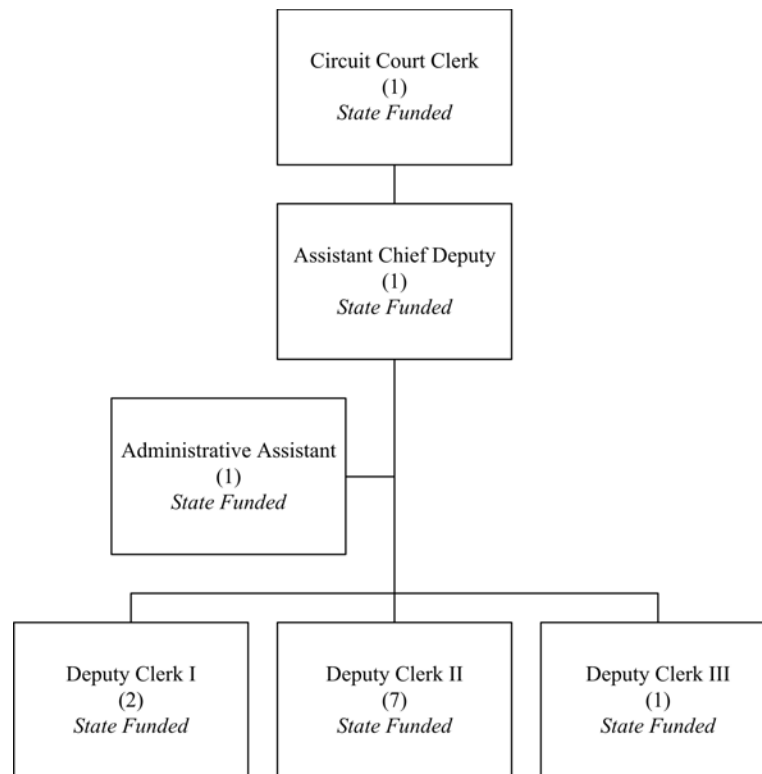 Circuit Court Clerk
(1)
State Funded
Assistant Chief Deputy
(1)
State Funded
Administrative Assistant
(1)
State Funded
Deputy Clerk I
(2)
State Funded
Deputy Clerk II
(7)
State Funded
Deputy Clerk III
(1)
State Funded